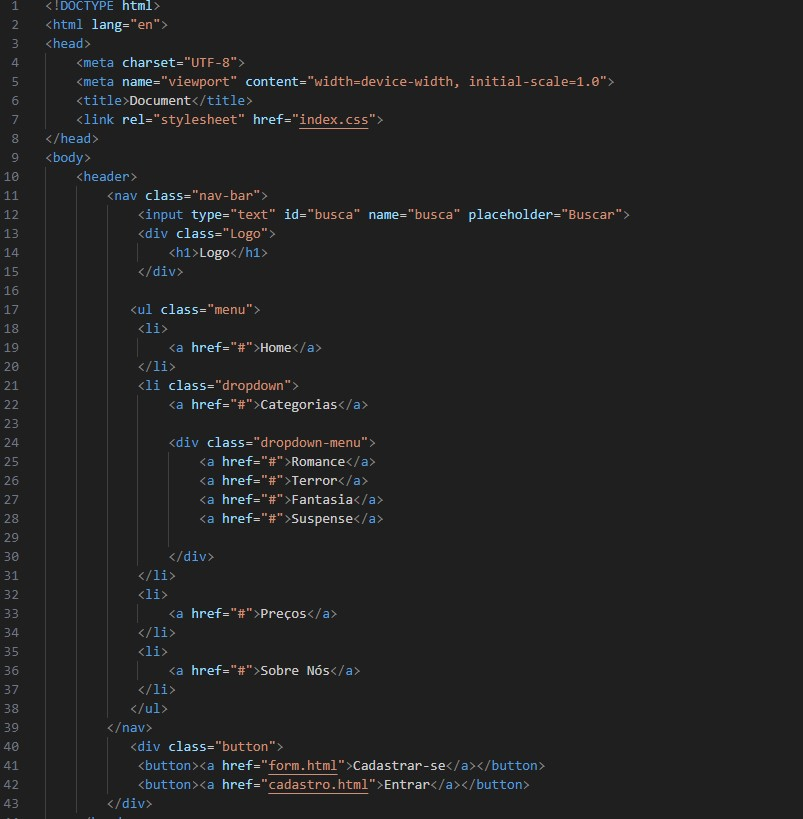 1 <!DOCTYPE html>
2 <html lang="en">
3 <head>
4 <meta charset="UTF-8">
5 <meta name="viewport" content="width=device-width, initial-scale=1.0">
6 <title>Document</title>
7 <link rel="stylesheet" href="index.css">
8 </head>
9 <body>
10 <header>
11 <nav class="nav-bar">
12 <input type="text" id="busca" name="busca" placeholder="Buscar">
13 <div class="Logo">
14 <h1>Logo</h1>
15 </div>
16
17 <ul class="menu">
18 <li>
19 <a href="#">Home</a>
20 </li>
21 <li class="dropdown">
22 <a href="#">Categorias</a>
23
24 <div class="dropdown-menu">
25 <a href="#">Romance</a>
26 <a href="#">Terror</a>
27 <a href="#">Fantasia</a>
28 <a href="#">Suspense</a>
29
30 </div>
31 </li>
32 <li>
33 <a href="#">Preços</a>
34 </li>
35 <li>
36 <a href="#">Sobre Nós</a>
37 </li>
38 </ul>
39 </nav>
40 <div class="button">
41 <button><a href="form.html">Cadastrar-se</a></button>
42 <button><a href="cadastro.html">Entrar</a></button>
43 </div>